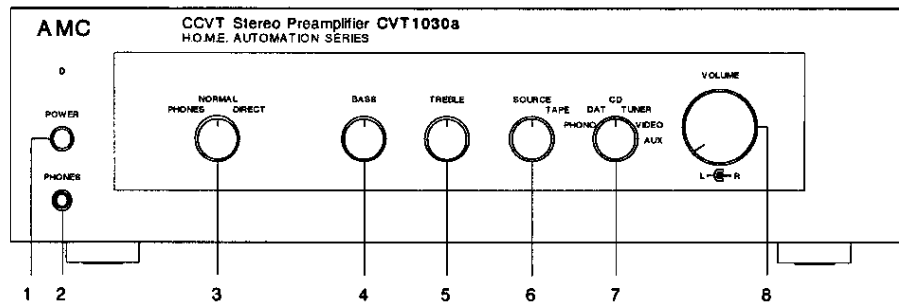 AMC
CCVT Stereo Preamplifier CVT1030a
H.O.M.E. AUTOMATION SERIES
POWER
PHONES
PHONES NORMAL DIRECT
BASS
TREBLE
SOURCE TAPE
PHONO DAT CD TUNER VIDEO AUX
VOLUME
L R
1 2 3 4 5 6 7 8